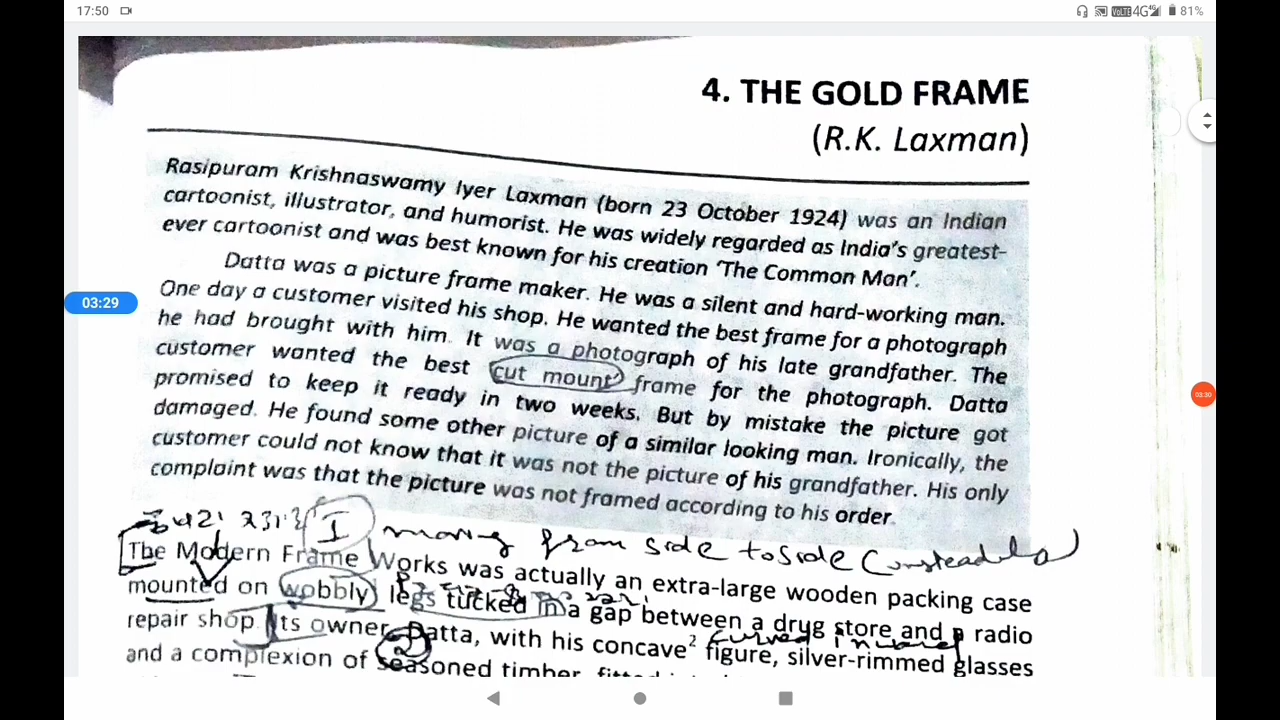 17:50
VoLTE 4G 4G 81%
4. THE GOLD FRAME
(R.K. Laxman)
Rasipuram Krishnaswamy Iyer Laxman (born 23 October 1924) was an Indian
cartoonist, illustrator, and humorist. He was widely regarded as India's greatest-
ever cartoonist and was best known for his creation 'The Common Man'.
Datta was a picture frame maker. He was a silent and hard-working man.
One day a customer visited his shop. He wanted the best frame for a photograph
he had brought with him. It was a photograph of his late grandfather. The
customer wanted the best 'cut mount' frame for the photograph. Datta
promised to keep it ready in two weeks. But by mistake the picture got
damaged. He found some other picture of a similar looking man. Ironically, the
customer could not know that it was not the picture of his grandfather. His only
complaint was that the picture was not framed according to his order.
03:29
03:30
I moving from side to side
The Modern Frame Works was actually an extra-large wooden packing case
mounted on wobbly legs tucked in a gap between a drug store and a radio
curved inward
repair shop. Its owner, Datta, with his concave² figure, silver-rimmed glasses
and a complexion of seasoned timber, fitted